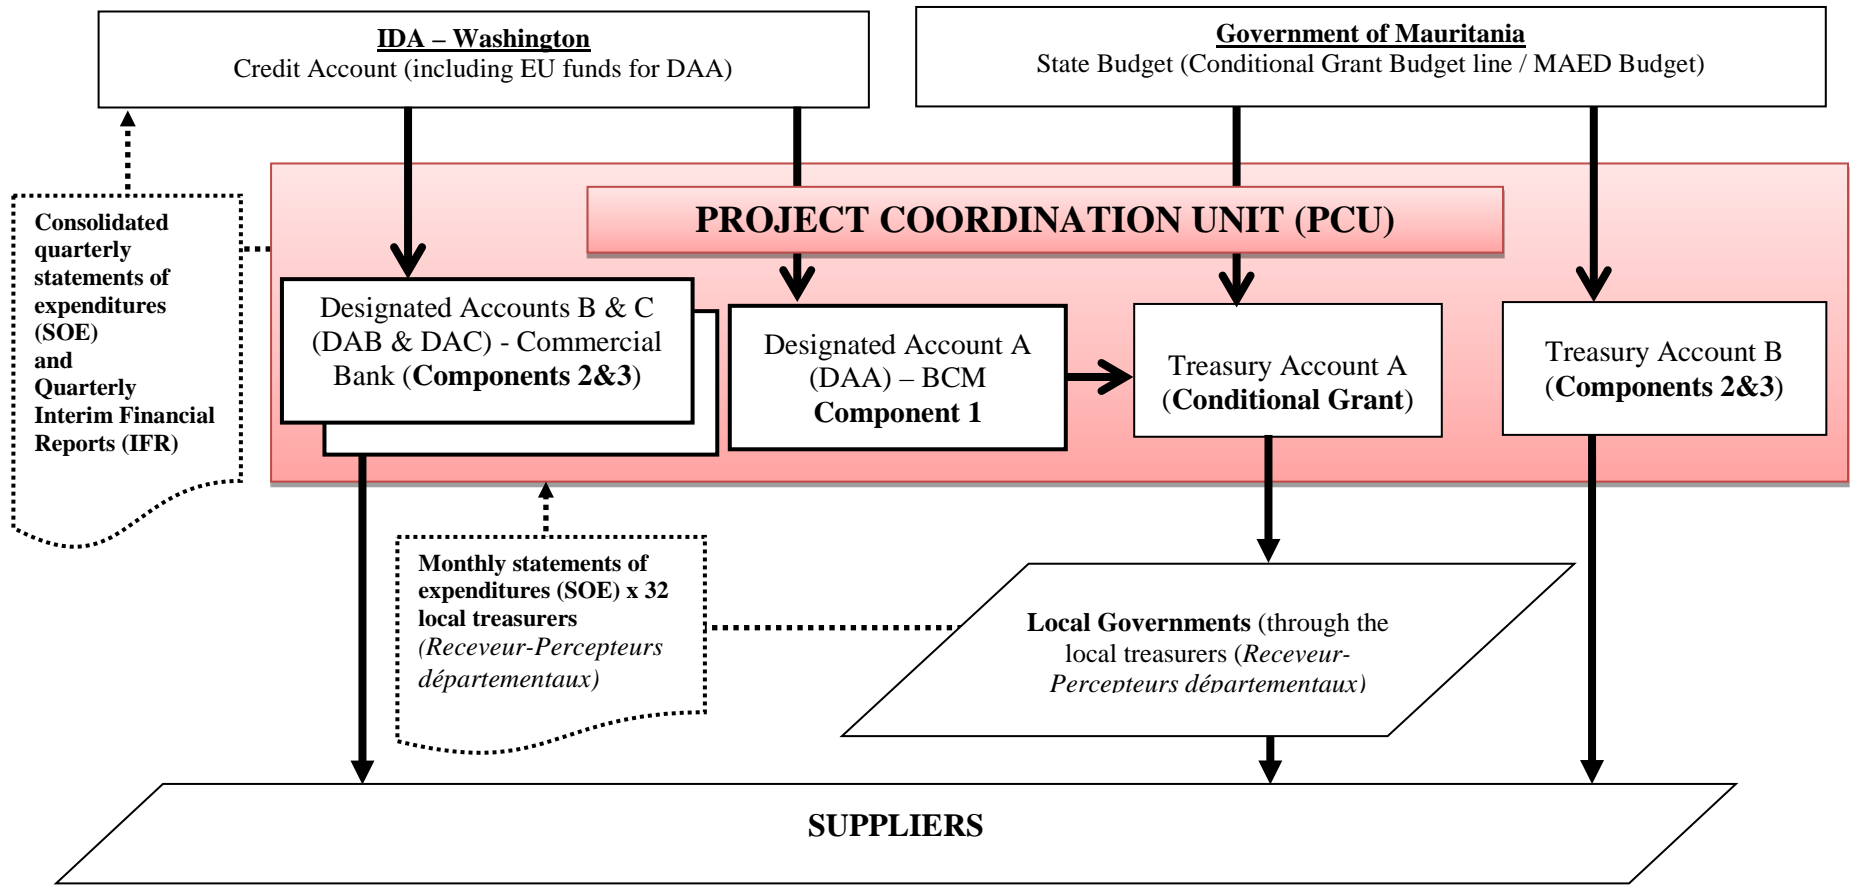 IDA – Washington
Credit Account (including EU funds for DAA)
Government of Mauritania
State Budget (Conditional Grant Budget line / MAED Budget)
Consolidated
quarterly
statements of
expenditures
(SOE)
and
Quarterly
Interim Financial
Reports (IFR)
PROJECT COORDINATION UNIT (PCU)
Designated Accounts B & C
(DAB & DAC) - Commercial
Bank (Components 2&3)
Designated Account A
(DAA) – BCM
Component 1
Treasury Account A
(Conditional Grant)
Treasury Account B
(Components 2&3)
Monthly statements of
expenditures (SOE) x 32
local treasurers
(Receveur-Percepteurs
départementaux)
Local Governments (through the
local treasurers (Receveur-
Percepteurs départementaux)
SUPPLIERS